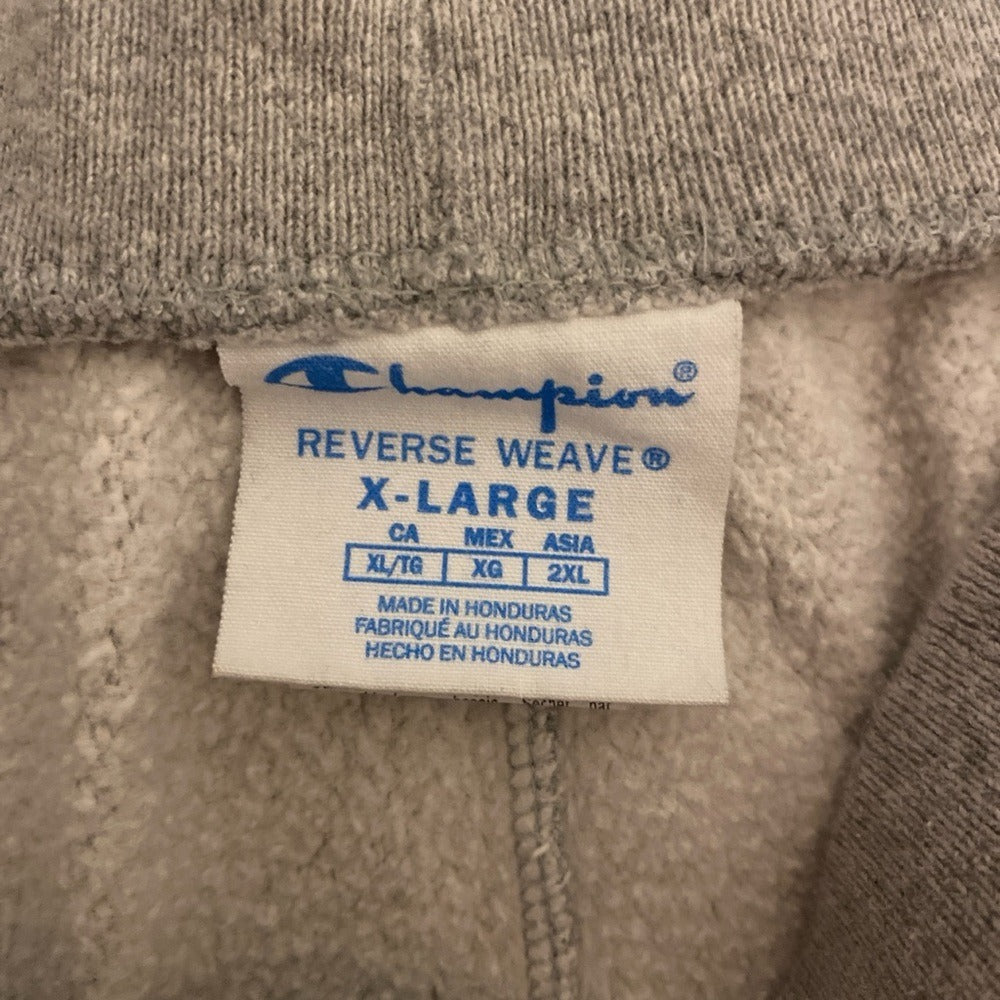 Champion®
REVERSE WEAVE®
X-LARGE
CA MEX ASIA
XL/TG XG 2XL
MADE IN HONDURAS
FABRIQUÉ AU HONDURAS
HECHO EN HONDURAS